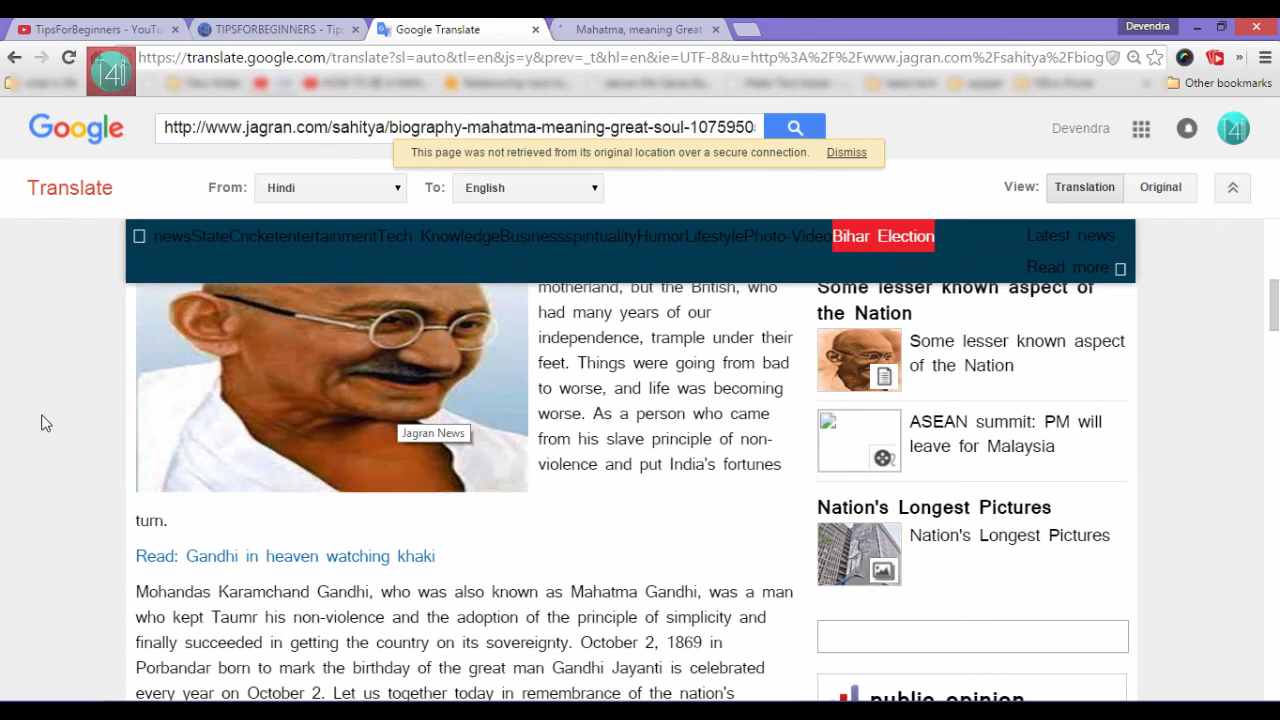 TipsForBeginners - YouTu
TIPSFORBEGINNERS - Tips
Google Translate
Mahatma, meaning Great
Devendra
https://translate.google.com/translate?sl=auto&tl=en&js=y&prev=_t&hl=en&ie=UTF-8&u=http%3A%2F%2Fwww.jagran.com%2Fsahitya%2Fbiog
Other bookmarks
Google
http://www.jagran.com/sahitya/biography-mahatma-meaning-great-soul-1075950
Devendra
This page was not retrieved from its original location over a secure connection. Dismiss
Translate
From: Hindi
To: English
View: Translation Original
newsStateCricketentertainmentTech KnowledgeBusinessspiritualityHumorLifestylePhoto-VideoBihar Election
Latest news
Read more
motherland, but the British, who
had many years of our
independence, trample under their
feet. Things were going from bad
to worse, and life was becoming
worse. As a person who came
from his slave principle of non-
violence and put India's fortunes
turn.
Jagran News
Read: Gandhi in heaven watching khaki
Mohandas Karamchand Gandhi, who was also known as Mahatma Gandhi, was a man
who kept Taumr his non-violence and the adoption of the principle of simplicity and
finally succeeded in getting the country on its sovereignty. October 2, 1869 in
Porbandar born to mark the birthday of the great man Gandhi Jayanti is celebrated
every year on October 2. Let us together today in remembrance of the nation's
Some lesser known aspect of
the Nation
Some lesser known aspect
of the Nation
ASEAN summit: PM will
leave for Malaysia
Nation's Longest Pictures
Nation's Longest Pictures
public opinion